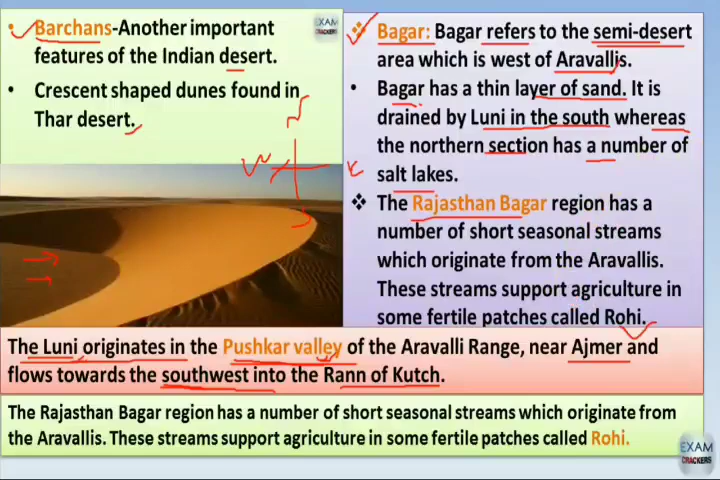 • Barchans-Another important
features of the Indian desert.
• Crescent shaped dunes found in
Thar desert.
EXAM
CRACKERS
❖ Bagar: Bagar refers to the semi-desert
area which is west of Aravallis.
• Bagar has a thin layer of sand. It is
drained by Luni in the south whereas
the northern section has a number of
salt lakes.
❖ The Rajasthan Bagar region has a
number of short seasonal streams
which originate from the Aravallis.
These streams support agriculture in
some fertile patches called Rohi.
The Luni originates in the Pushkar valley of the Aravalli Range, near Ajmer and
flows towards the southwest into the Rann of Kutch.
The Rajasthan Bagar region has a number of short seasonal streams which originate from
the Aravallis. These streams support agriculture in some fertile patches called Rohi.
EXAM
CRACKERS